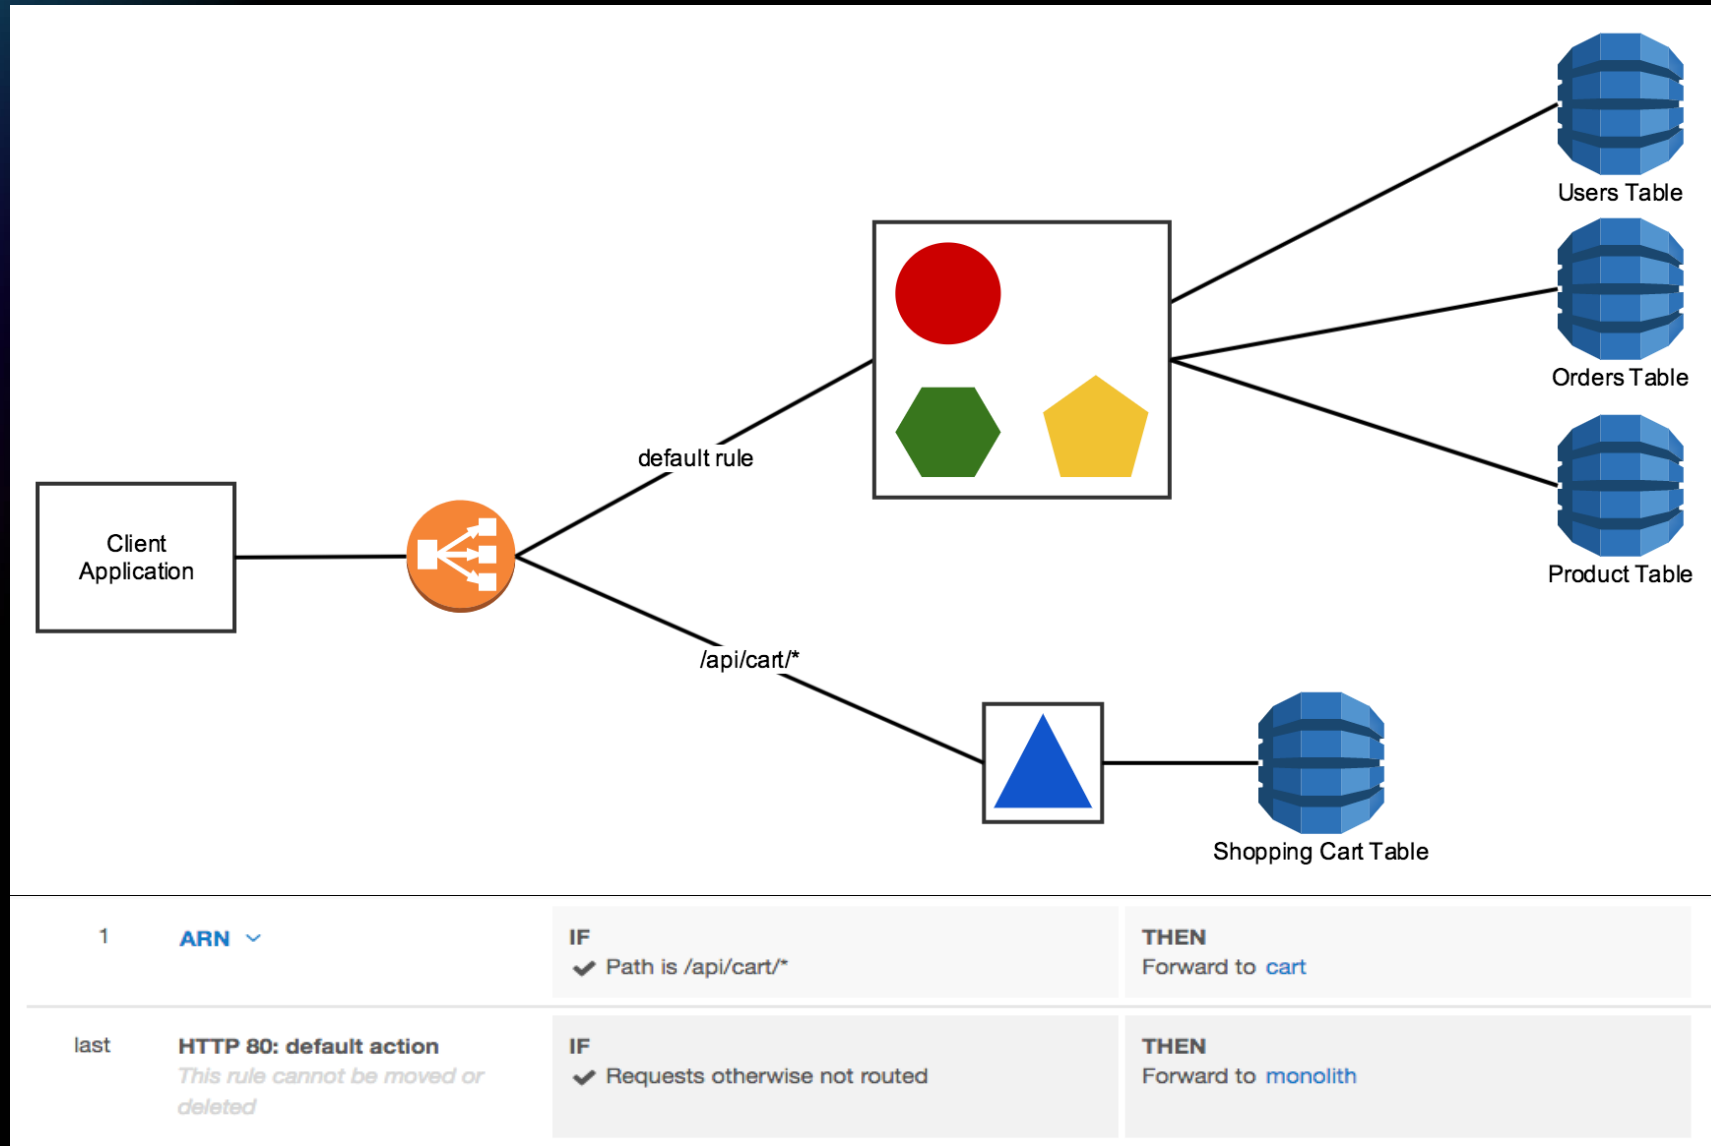 Users Table
Orders Table
default rule
Client
Application
Product Table
/api/cart/*
Shopping Cart Table
1
ARN
IF
Path is /api/cart/*
THEN
Forward to cart
last
HTTP 80: default action
This rule cannot be moved or
deleted
IF
Requests otherwise not routed
THEN
Forward to monolith